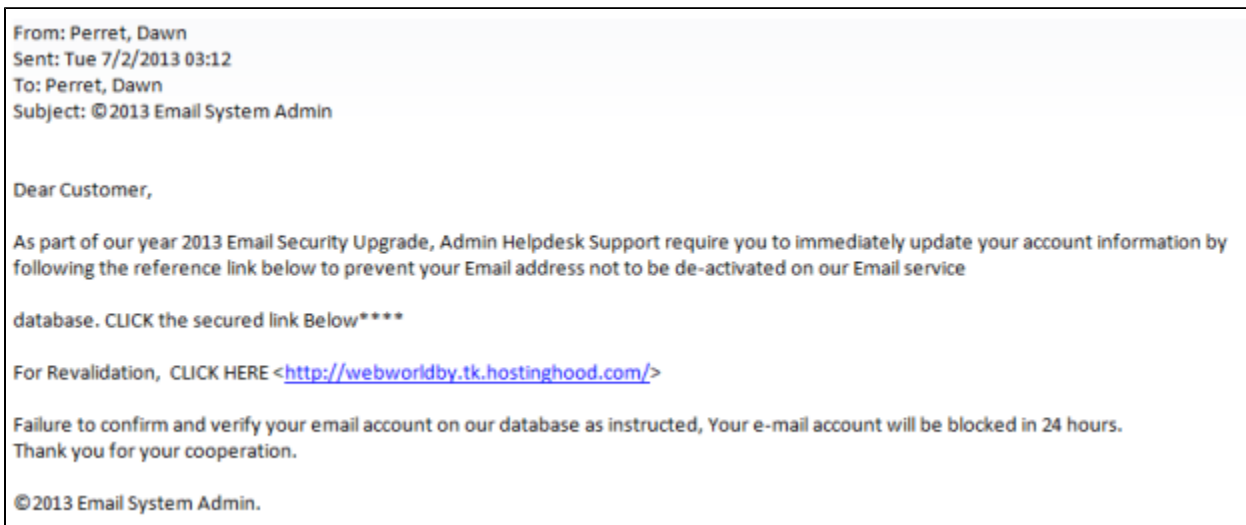 From: Perret, Dawn
Sent: Tue 7/2/2013 03:12
To: Perret, Dawn
Subject: ©2013 Email System Admin
Dear Customer,
As part of our year 2013 Email Security Upgrade, Admin Helpdesk Support require you to immediately update your account information by
following the reference link below to prevent your Email address not to be de-activated on our Email service
database. CLICK the secured link Below****
For Revalidation,  CLICK HERE <http://webworldby.tk.hostinghood.com/>
Failure to confirm and verify your email account on our database as instructed, Your e-mail account will be blocked in 24 hours.
Thank you for your cooperation.
©2013 Email System Admin.